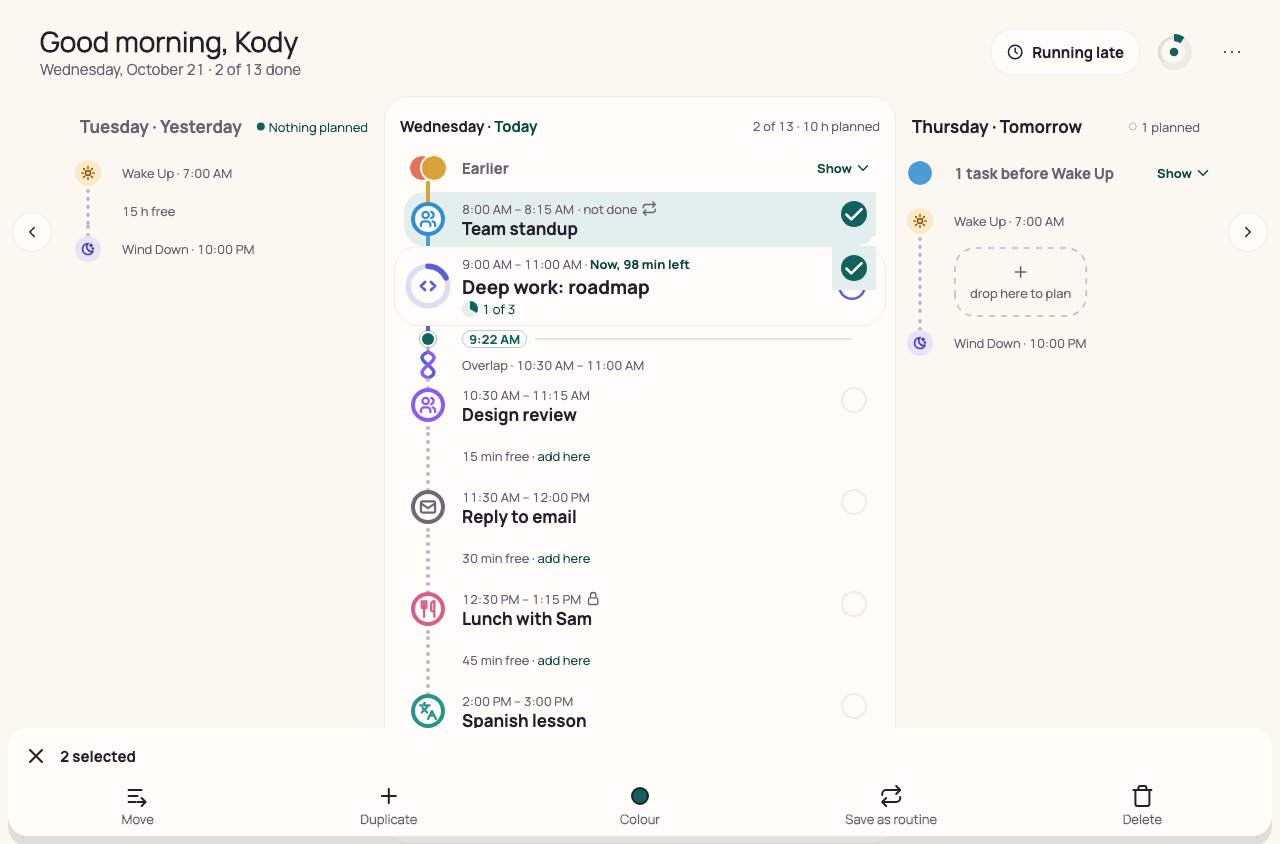 Good morning, Kody
Wednesday, October 21 · 2 of 13 done
Running late
Tuesday · Yesterday
Nothing planned
Wake Up · 7:00 AM
15 h free
Wind Down · 10:00 PM
Wednesday · Today
2 of 13 · 10 h planned
Earlier
Show
8:00 AM – 8:15 AM · not done
Team standup
9:00 AM – 11:00 AM · Now, 98 min left
Deep work: roadmap
1 of 3
9:22 AM
Overlap · 10:30 AM – 11:00 AM
10:30 AM – 11:15 AM
Design review
15 min free · add here
11:30 AM – 12:00 PM
Reply to email
30 min free · add here
12:30 PM – 1:15 PM
Lunch with Sam
45 min free · add here
2:00 PM – 3:00 PM
Spanish lesson
Thursday · Tomorrow
1 planned
1 task before Wake Up
Show
Wake Up · 7:00 AM
drop here to plan
Wind Down · 10:00 PM
2 selected
Move
Duplicate
Colour
Save as routine
Delete